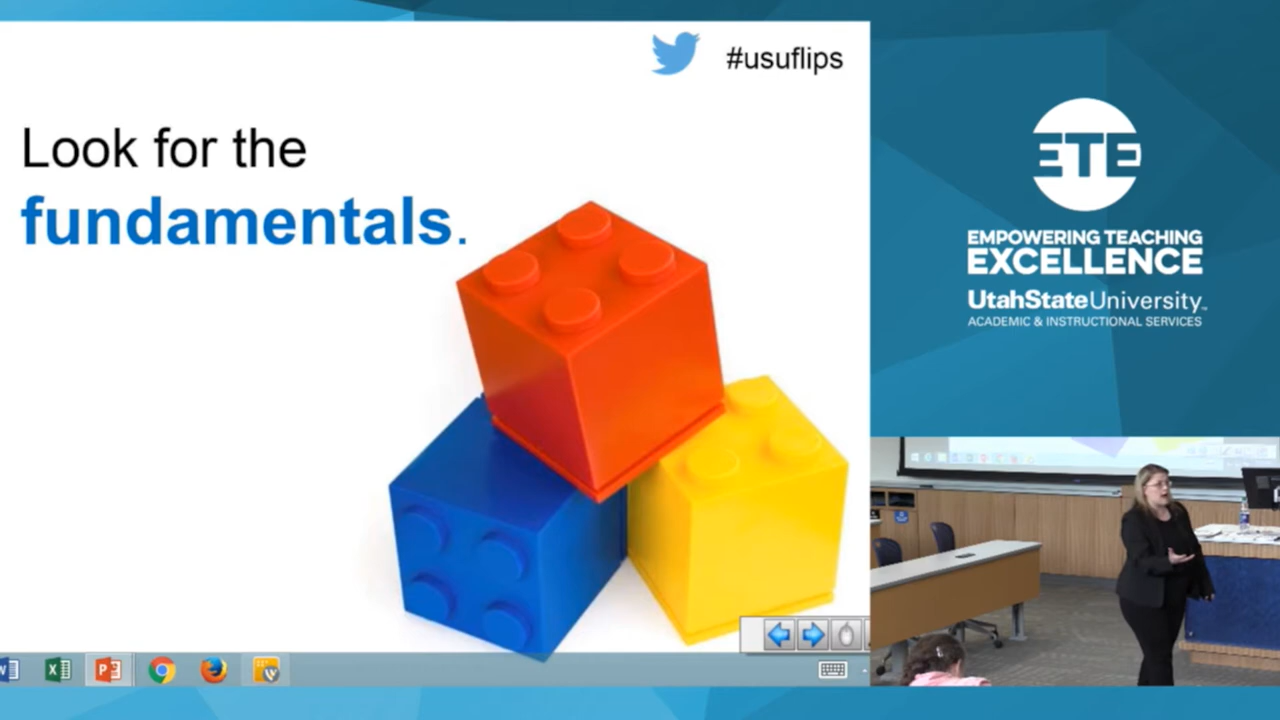 #usuflips
Look for the
fundamentals.
ETE
EMPOWERING TEACHING
EXCELLENCE
UtahStateUniversity
ACADEMIC & INSTRUCTIONAL SERVICES